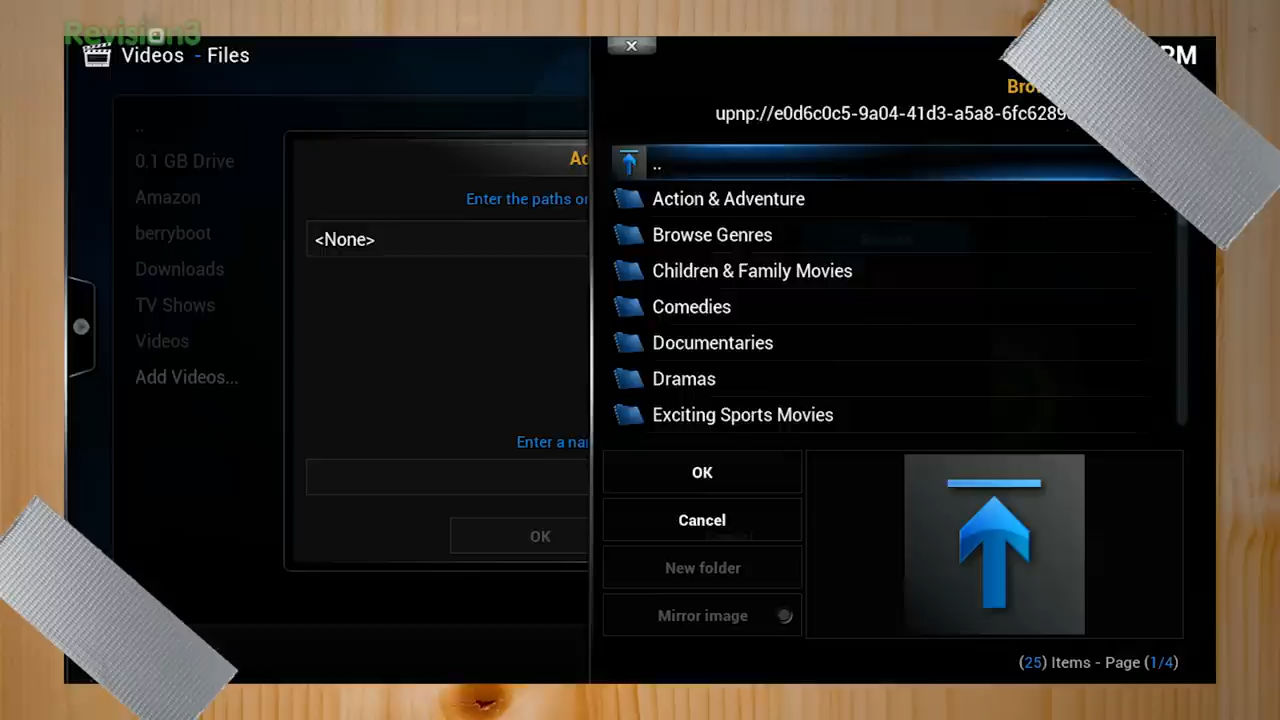 Revision3
Videos - Files
..
0.1 GB Drive
Amazon
berryboot
Downloads
TV Shows
Videos
Add Videos...
Enter the paths or
<None>
Enter a
OK
upnp://e0d6c0c5-9a04-41d3-a5a8-6fc6289
..
Action & Adventure
Browse Genres
Children & Family Movies
Comedies
Documentaries
Dramas
Exciting Sports Movies
OK
Cancel
New folder
Mirror image
(25) Items - Page (1/4)